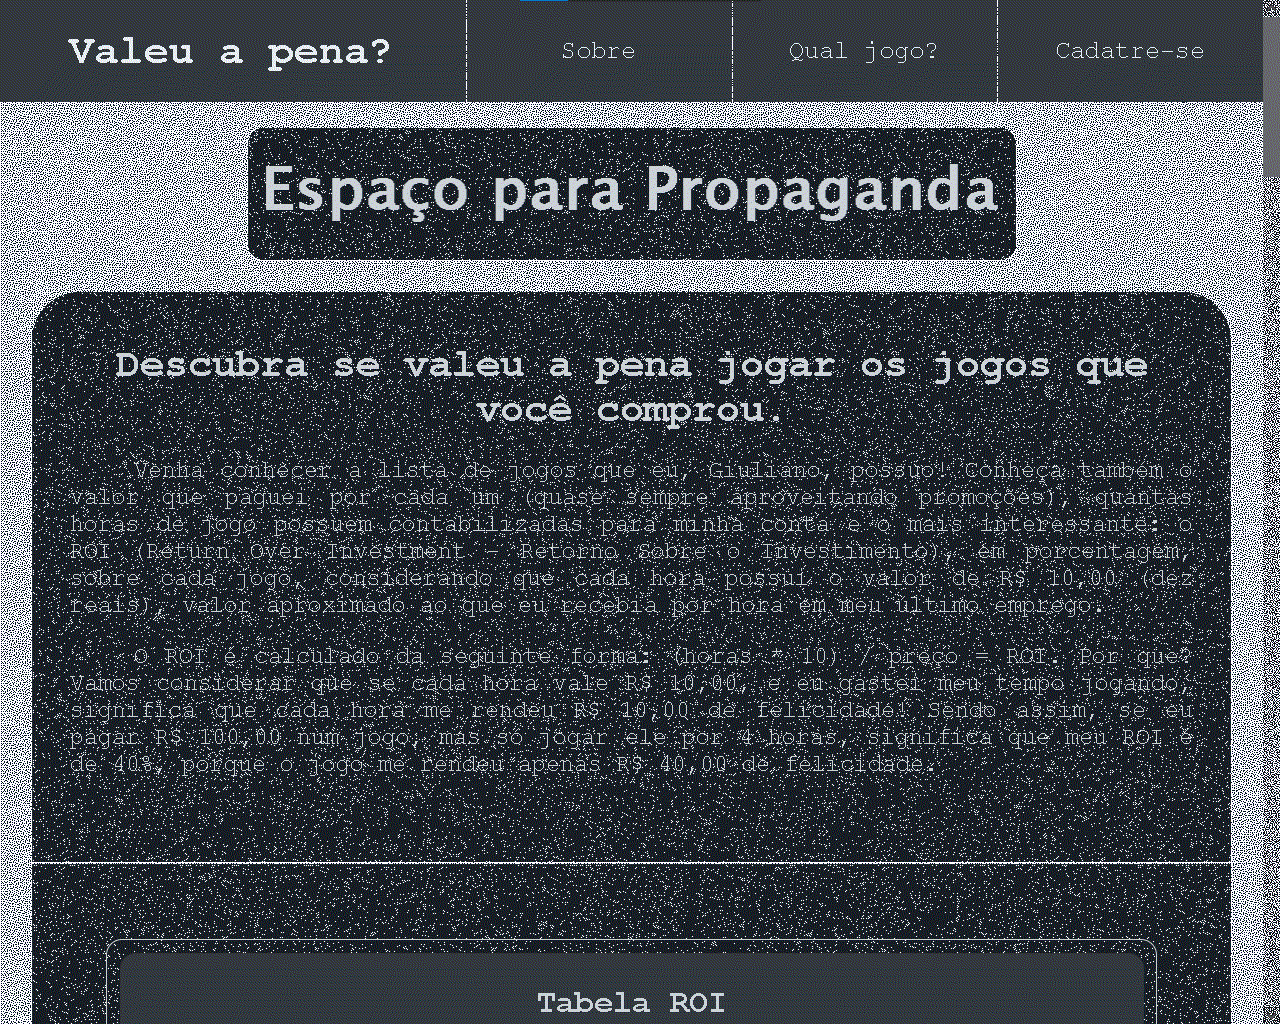 Valeu a pena?
Sobre
Qual jogo?
Cadatre-se
Espaço para Propaganda
Descubra se valeu a pena jogar os jogos que
você comprou.
Venha conhecer a lista de jogos que eu, Giuliano, possuo! Conheça também o
valor que paguei por cada um (quase sempre aproveitando promoções), quantas
horas de jogo possuem contabilizadas para minha conta e o mais interessante: o
ROI (Return Over Investment - Retorno Sobre o Investimento), em porcentagem,
sobre cada jogo, considerando que cada hora possui o valor de R$ 10,00 (dez
reais), valor aproximado ao que eu recebia por hora em meu último emprego.
O ROI é calculado da seguinte forma: (horas * 10) / preço = ROI. Por que?
Vamos considerar que se cada hora vale R$ 10,00, e eu gastei meu tempo jogando,
significa que cada hora me rendeu R$ 10,00 de felicidade! Sendo assim, se eu
pagar R$ 100,00 num jogo, mas só jogar ele por 4 horas, significa que meu ROI é
de 40%, porque o jogo me rendeu apenas R$ 40,00 de felicidade.
Tabela ROI